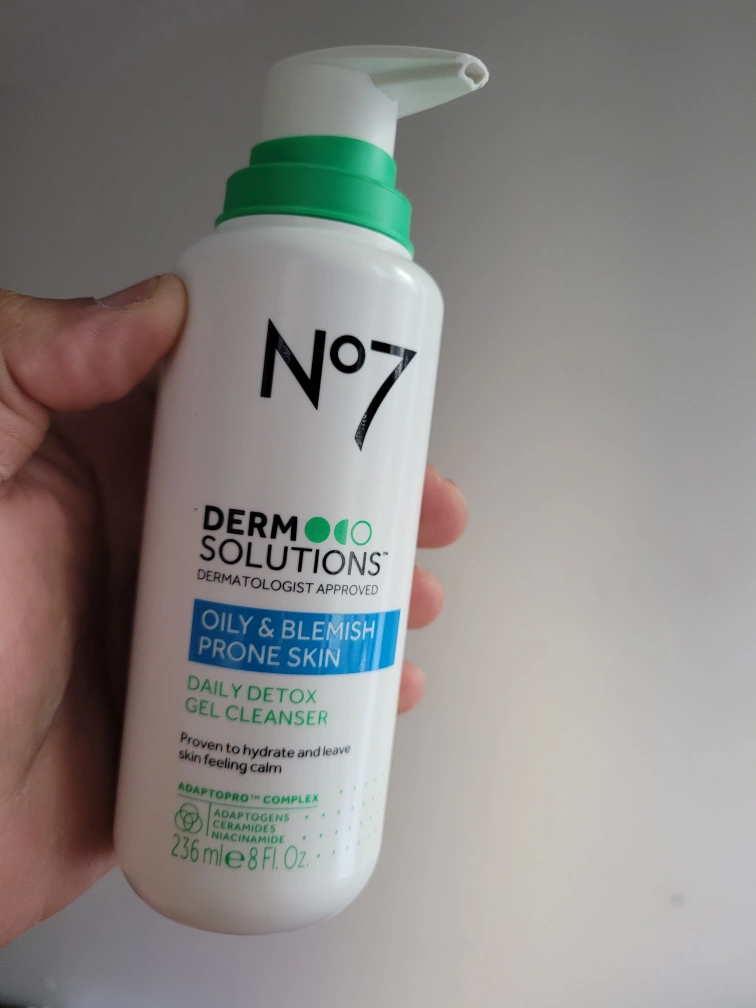 Nº7
DERM
SOLUTIONS™
DERMATOLOGIST APPROVED
OILY & BLEMISH
PRONE SKIN
DAILY DETOX
GEL CLEANSER
Proven to hydrate and leave
skin feeling calm
ADAPTOPRO™ COMPLEX
ADAPTOGENS
CERAMIDES
NIACINAMIDE
236 ml ℮ 8 Fl. Oz.